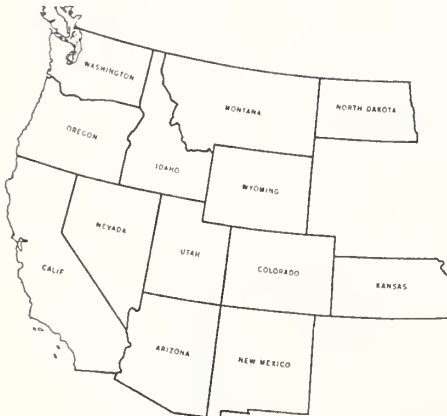 WASHINGTON
MONTANA
NORTH DAKOTA
OREGON
IDAHO
WYOMING
NEVADA
UTAH
COLORADO
CALIF
KANSAS
ARIZONA
NEW MEXICO